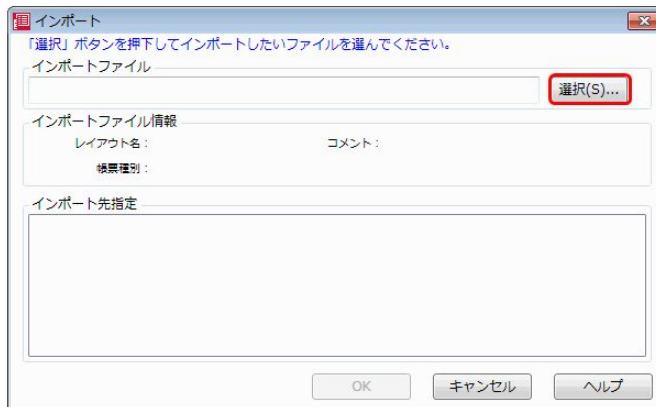 インポート
「選択」ボタンを押下してインポートしたいファイルを選んでください。
インポートファイル
選択(S)...
インポートファイル情報
レイアウト名： コメント：
帳票種別：
インポート先指定
OK キャンセル ヘルプ